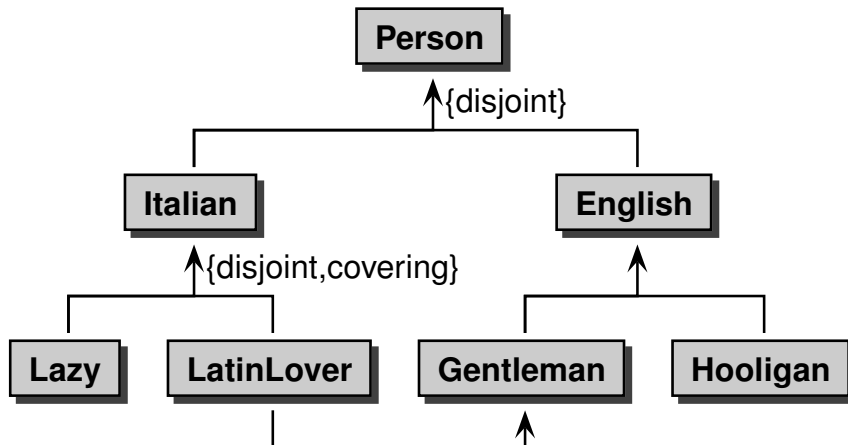 Person
{disjoint}
Italian
English
{disjoint,covering}
Lazy
LatinLover
Gentleman
Hooligan